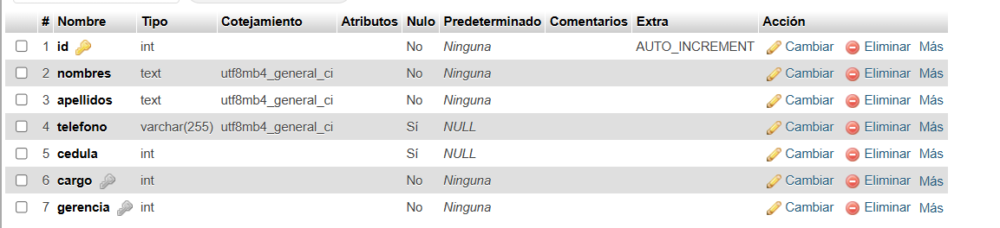 # Nombre Tipo Cotejamiento Atributos Nulo Predeterminado Comentarios Extra Acción
1 id int No Ninguna AUTO_INCREMENT Cambiar Eliminar Más
2 nombres text utf8mb4_general_ci No Ninguna Cambiar Eliminar Más
3 apellidos text utf8mb4_general_ci No Ninguna Cambiar Eliminar Más
4 telefono varchar(255) utf8mb4_general_ci Sí NULL Cambiar Eliminar Más
5 cedula int Sí NULL Cambiar Eliminar Más
6 cargo int No Ninguna Cambiar Eliminar Más
7 gerencia int No Ninguna Cambiar Eliminar Más